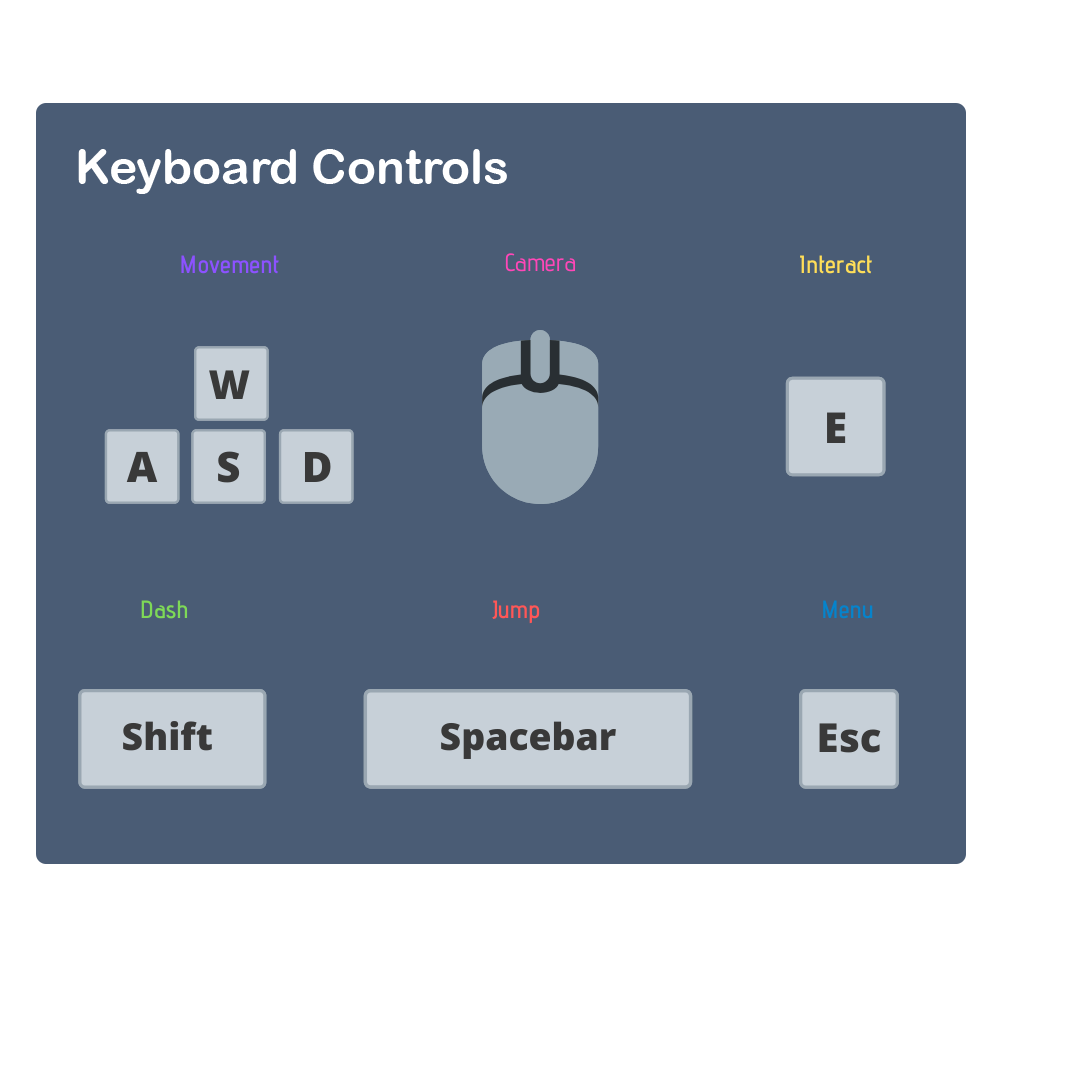 Keyboard Controls
Movement
Camera
Interact
W
A S D
E
Dash
Jump
Menu
Shift
Spacebar
Esc